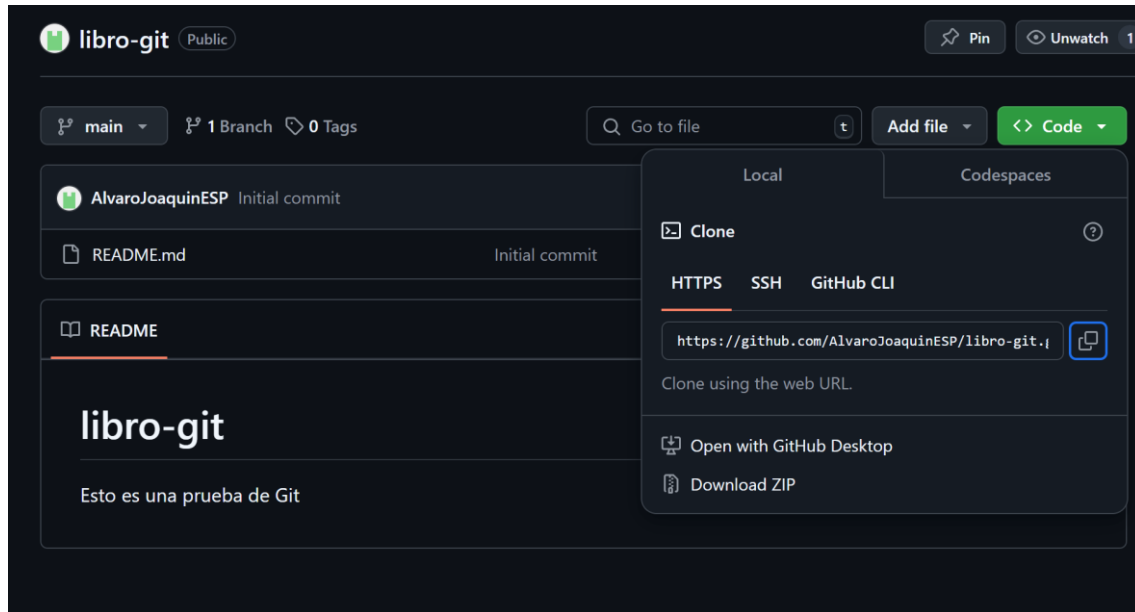 libro-git Public Pin Unwatch 1
main 1 Branch 0 Tags Go to file t Add file <> Code
Local Codespaces
AlvaroJoaquinESP Initial commit
Clone
README.md Initial commit
HTTPS SSH GitHub CLI
README
https://github.com/AlvaroJoaquinESP/libro-git.g
Clone using the web URL.
libro-git
Open with GitHub Desktop
Download ZIP
Esto es una prueba de Git